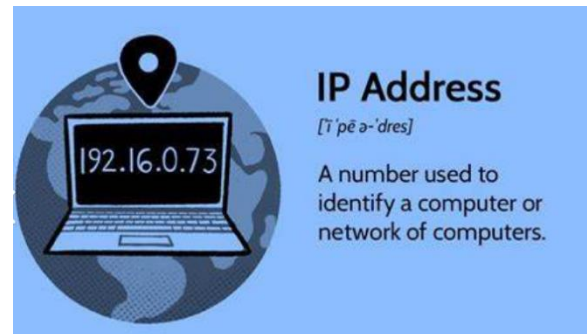 192.16.0.73
IP Address
['ī 'pē ə-'dres]
A number used to
identify a computer or
network of computers.